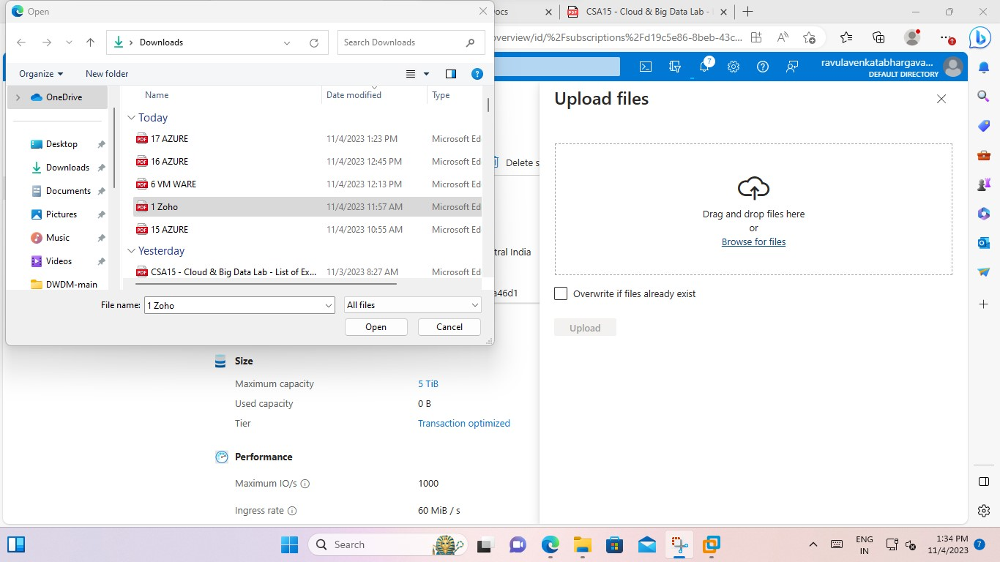 Open
ocs
CSA15 - Cloud & Big Data Lab -
Downloads
Search Downloads
overview/id/%2Fsubscriptions%2Fd19c5e86-8beb-43c...
Organize
New folder
7
ravulavenkatabhargava...
DEFAULT DIRECTORY
OneDrive
Desktop
Downloads
Documents
Pictures
Music
Videos
DWDM-main
Name
Date modified
Type
Today
PDF 17 AZURE 11/4/2023 1:23 PM Microsoft Ed
PDF 16 AZURE 11/4/2023 12:45 PM Microsoft Ed
PDF 6 VM WARE 11/4/2023 12:13 PM Microsoft Ed
PDF 1 Zoho 11/4/2023 11:57 AM Microsoft Ed
PDF 15 AZURE 11/4/2023 10:55 AM Microsoft Ed
Yesterday
PDF CSA15 - Cloud & Big Data Lab - List of Ex... 11/3/2023 8:27 AM Microsoft Ed
File name: 1 Zoho
All files
Open
Cancel
Delete s
tral India
a46d1
Upload files
Drag and drop files here
or
Browse for files
Overwrite if files already exist
Upload
Size
Maximum capacity 5 TiB
Used capacity 0 B
Tier Transaction optimized
Performance
Maximum IO/s 1000
Ingress rate 60 MiB / s
Search
ENG
IN
1:34 PM
11/4/2023
7